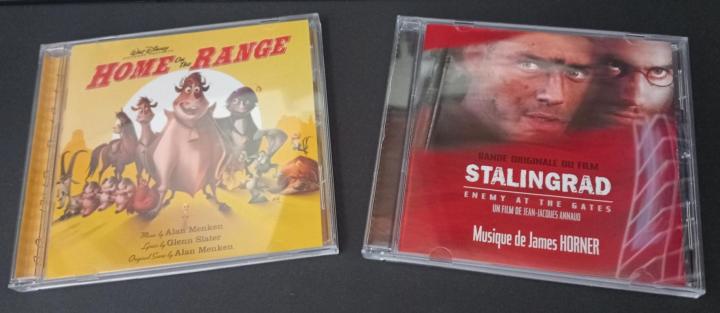 Walt Disney
HOME ON THE RANGE
Music by Alan Menken
Lyrics by Glenn Slater
Original Score by Alan Menken
BANDE ORIGINALE DU FILM
STALINGRAD
ENEMY AT THE GATES
UN FILM DE JEAN-JACQUES ANNAUD
Musique de James HORNER